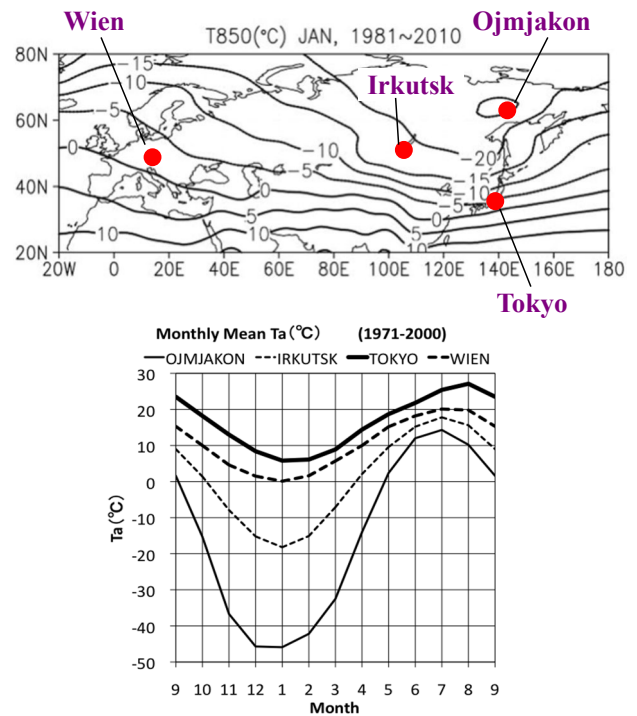 Wien
Ojmjakon
T850(°C) JAN, 1981~2010
Irkutsk
80N
60N
40N
20N
-15
-10
-5
0
-10
-5
0
5
10
5
10
-20
-15
-10
-5
0
5
20W 0 20E 40E 60E 80E 100E 120E 140E 160E 180
Tokyo
Monthly Mean Ta(℃) (1971-2000)
OJMJAKON IRKUTSK TOKYO WIEN
Ta(℃)
30
20
10
0
-10
-20
-30
-40
-50
9 10 11 12 1 2 3 4 5 6 7 8 9
Month